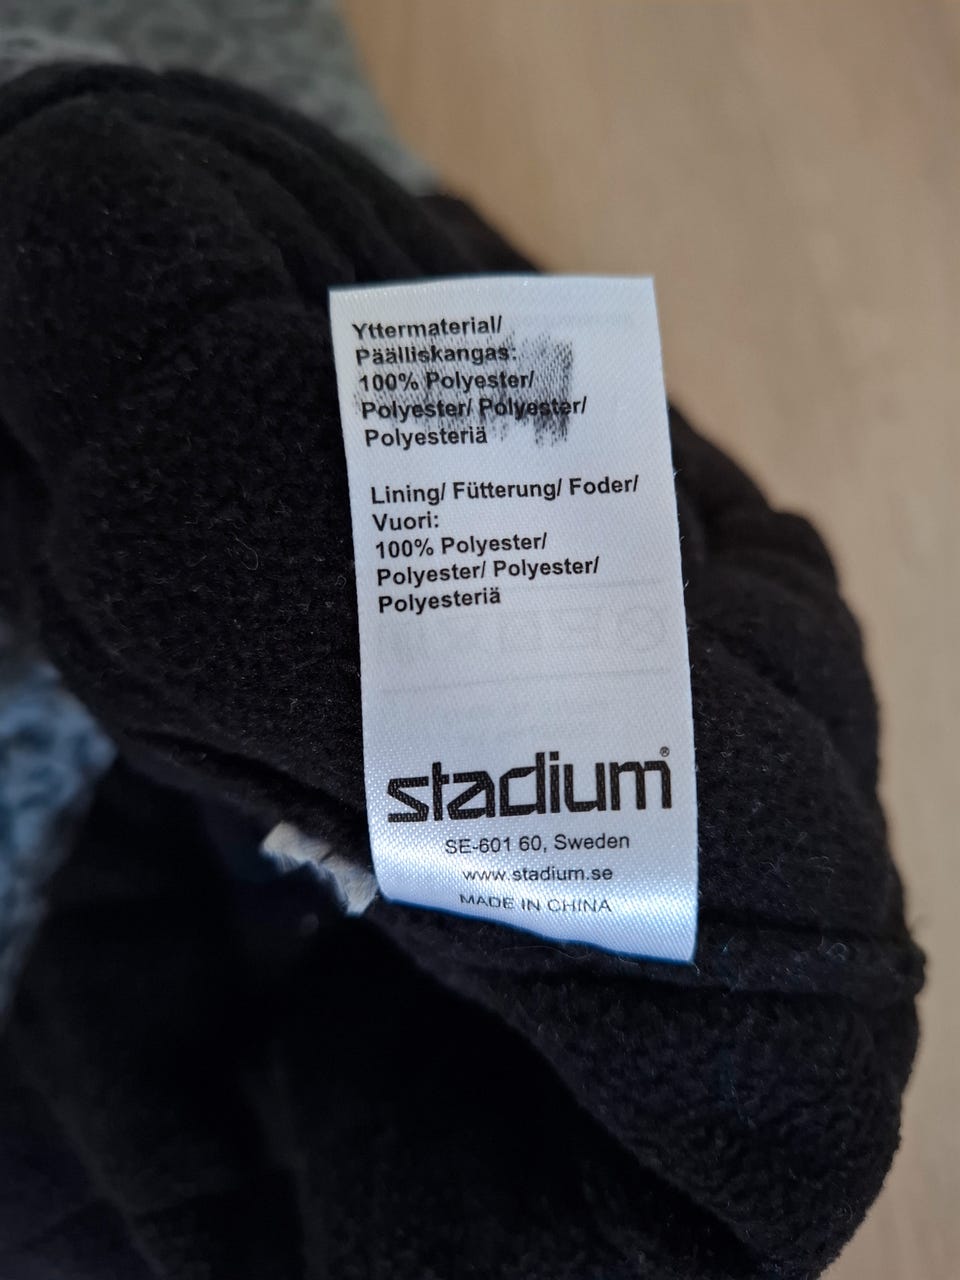 Yttermaterial/
Päälliskangas:
100% Polyester/
Polyester/ Polyester/
Polyesteriä
Lining/ Fütterung/ Foder/
Vuori:
100% Polyester/
Polyester/ Polyester/
Polyesteriä
stadium®
SE-601 60, Sweden
www.stadium.se
MADE IN CHINA